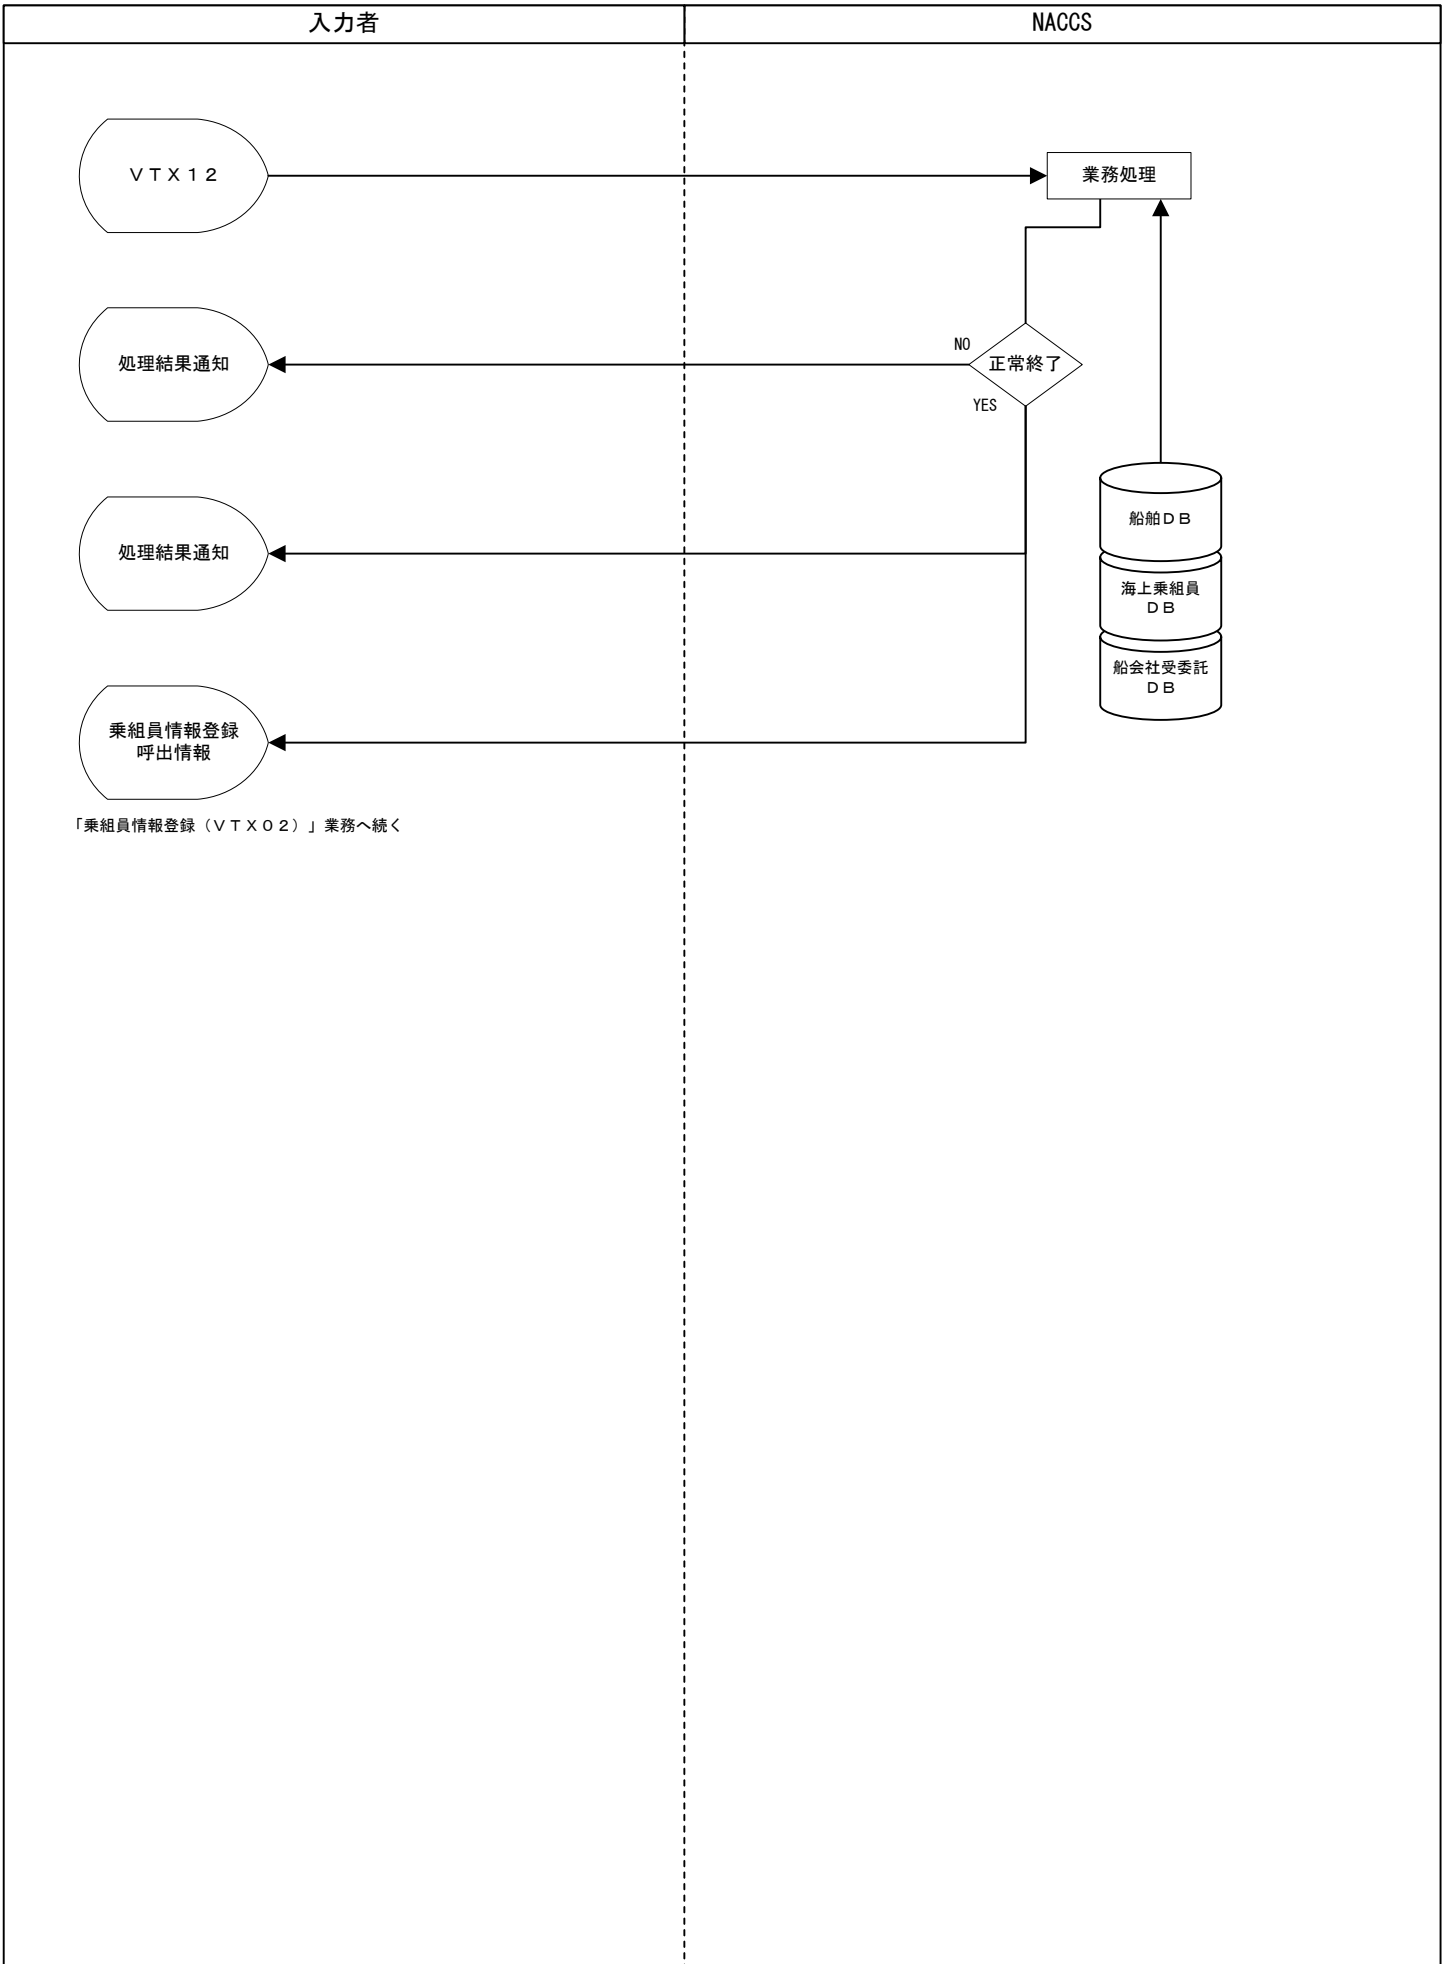 入力者
NACCS
ＶＴＸ１２
業務処理
処理結果通知
NO
正常終了
YES
処理結果通知
船舶ＤＢ
海上乗組員
ＤＢ
船会社受委託
ＤＢ
乗組員情報登録
呼出情報
「乗組員情報登録（ＶＴＸ０２）」業務へ続く